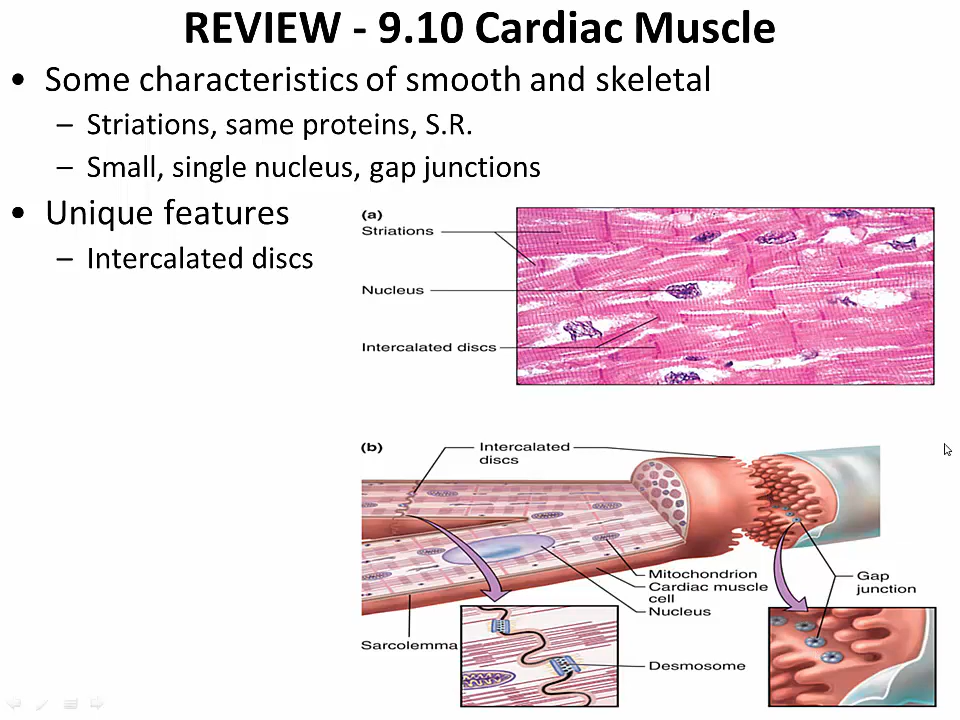 REVIEW - 9.10 Cardiac Muscle
• Some characteristics of smooth and skeletal
– Striations, same proteins, S.R.
– Small, single nucleus, gap junctions
• Unique features
– Intercalated discs
(a)
Striations
Nucleus
Intercalated discs
(b)
Intercalated
discs
Mitochondrion
Cardiac muscle
cell
Nucleus
Gap
junction
Sarcolemma
Desmosome